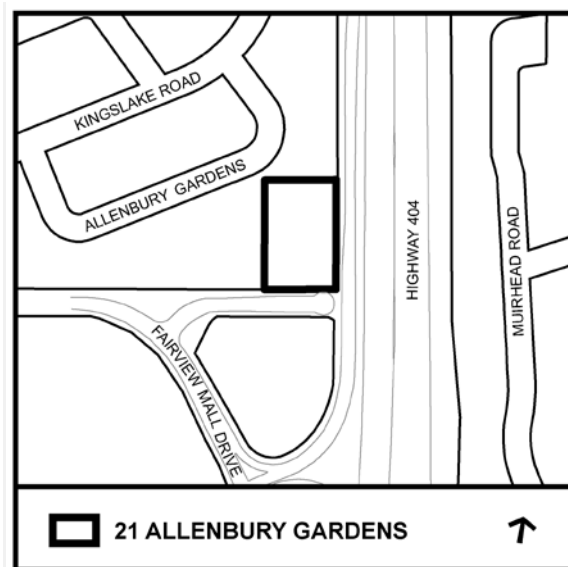 KINGSLAKE ROAD
ALLENBURY GARDENS
HIGHWAY 404
MUIRHEAD ROAD
FAIRVIEW MALL DRIVE
21 ALLENBURY GARDENS